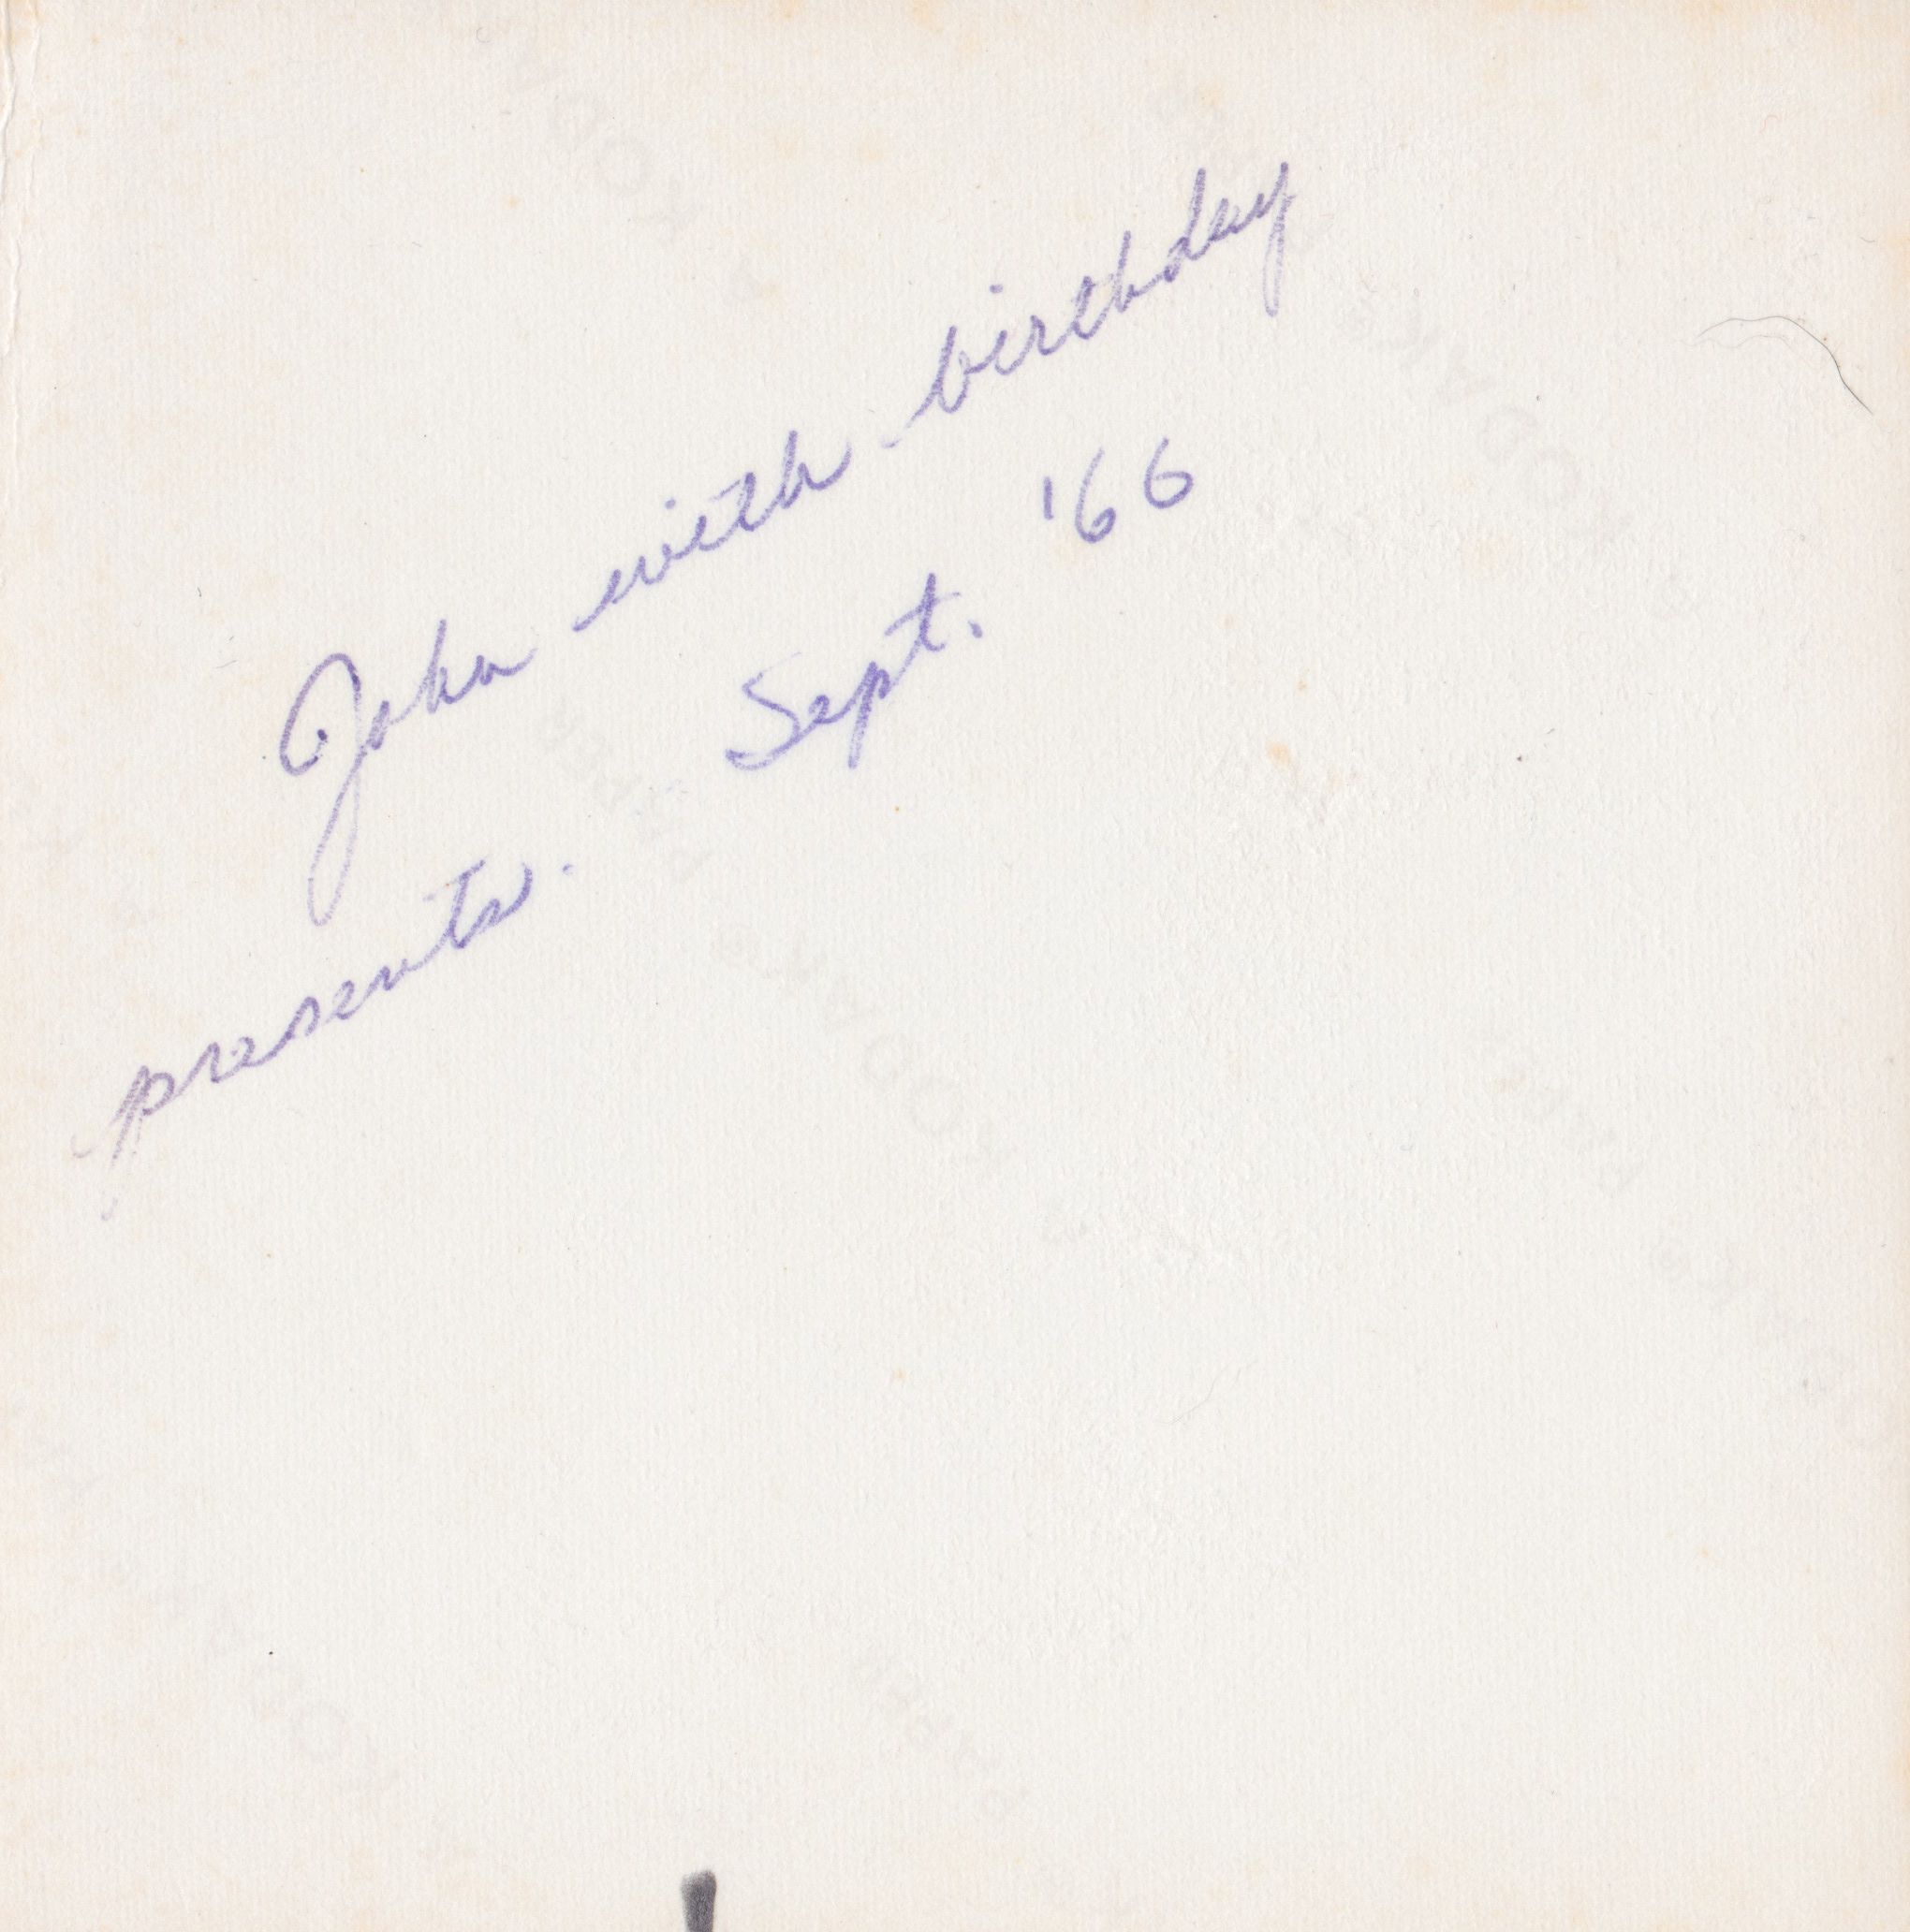 John with birthday
presents. Sept. '66